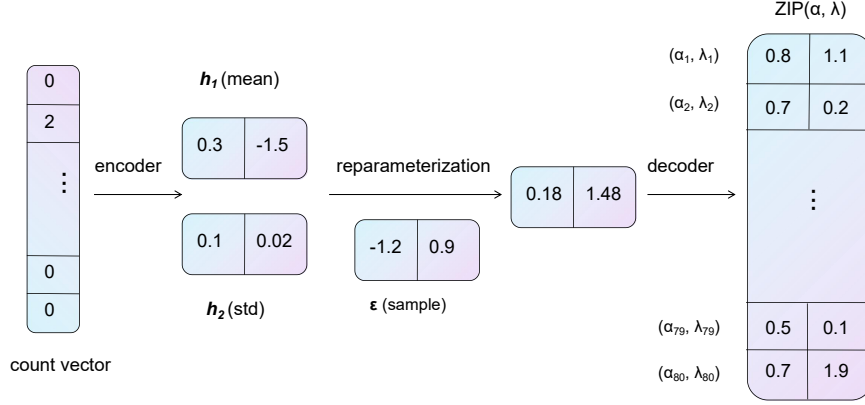 ZIP(α, λ)
0
2
⋮
0
0
count vector
encoder
h₁ (mean)
0.3 -1.5
0.1 0.02
h₂ (std)
reparameterization
-1.2 0.9
ε (sample)
0.18 1.48
decoder
(α₁, λ₁) 0.8 1.1
(α₂, λ₂) 0.7 0.2
⋮
(α₇₉, λ₇₉) 0.5 0.1
(α₈₀, λ₈₀) 0.7 1.9